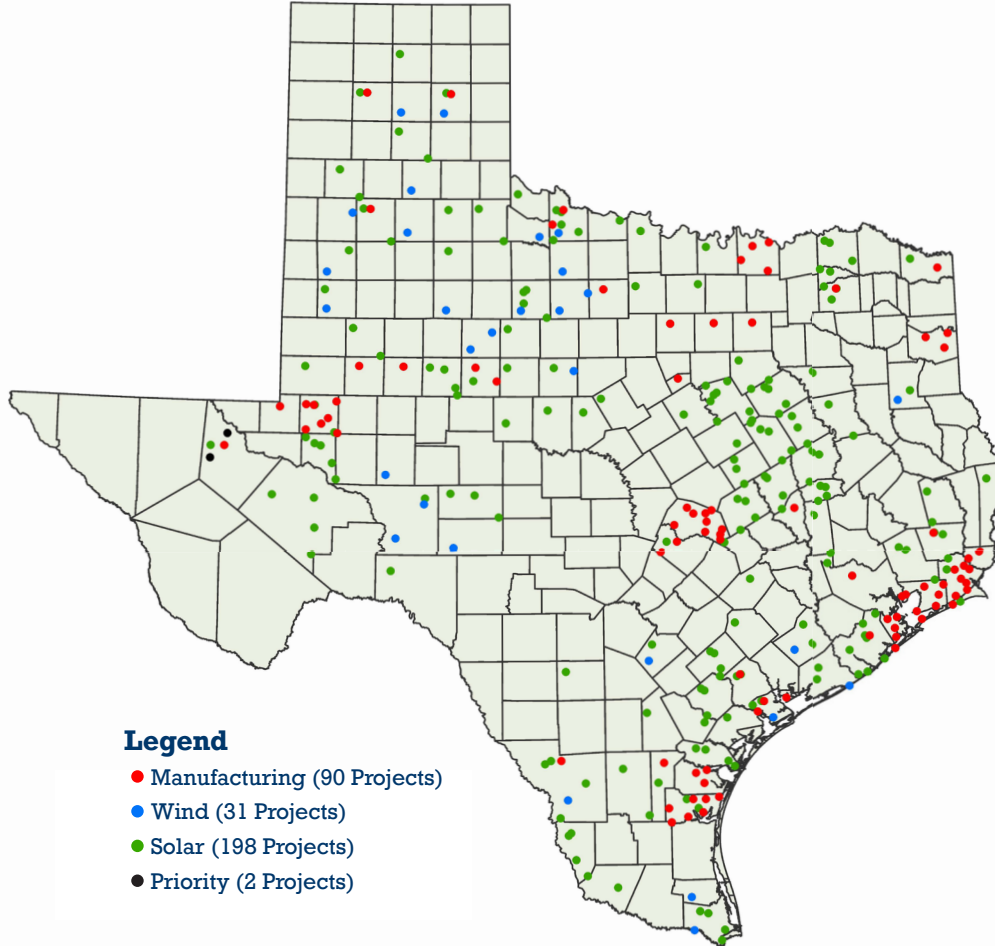 Legend
Manufacturing (90 Projects)
Wind (31 Projects)
Solar (198 Projects)
Priority (2 Projects)